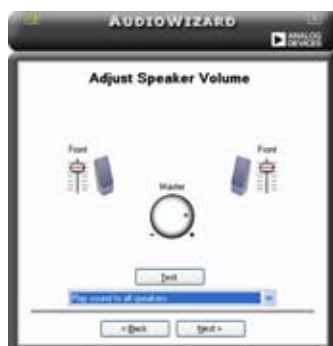 AUDIOWIZARD
ANALOG
DEVICES
Adjust Speaker Volume
Front
Front
Master
-
+
Test
Play sound to all speakers
< Back
Next >